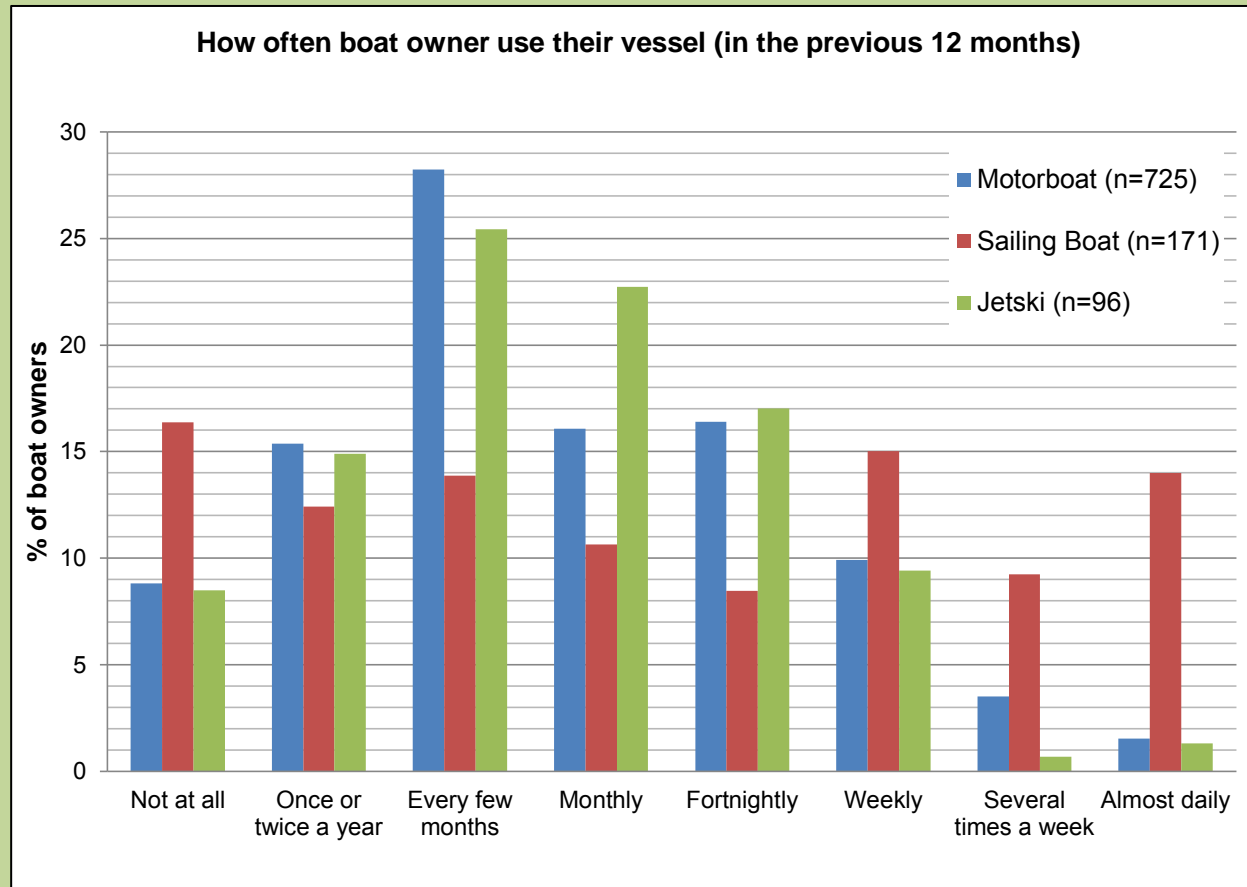 How often boat owner use their vessel (in the previous 12 months)
30
25
20
15
10
5
0
% of boat owners
Motorboat (n=725)
Sailing Boat (n=171)
Jetski (n=96)
Not at all
Once or
twice a year
Every few
months
Monthly
Fortnightly
Weekly
Several
times a week
Almost daily